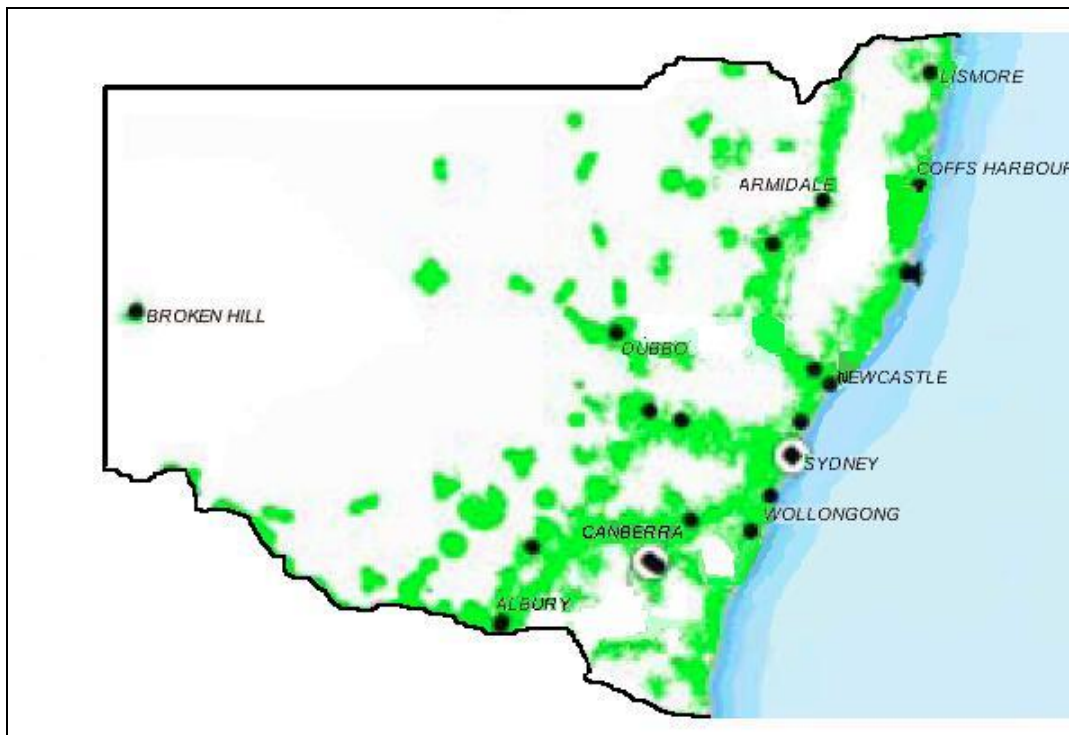 LISMORE
COFFS HARBOUR
ARMIDALE
BROKEN HILL
DUBBO
NEWCASTLE
SYDNEY
WOLLONGONG
CANBERRA
ALBURY